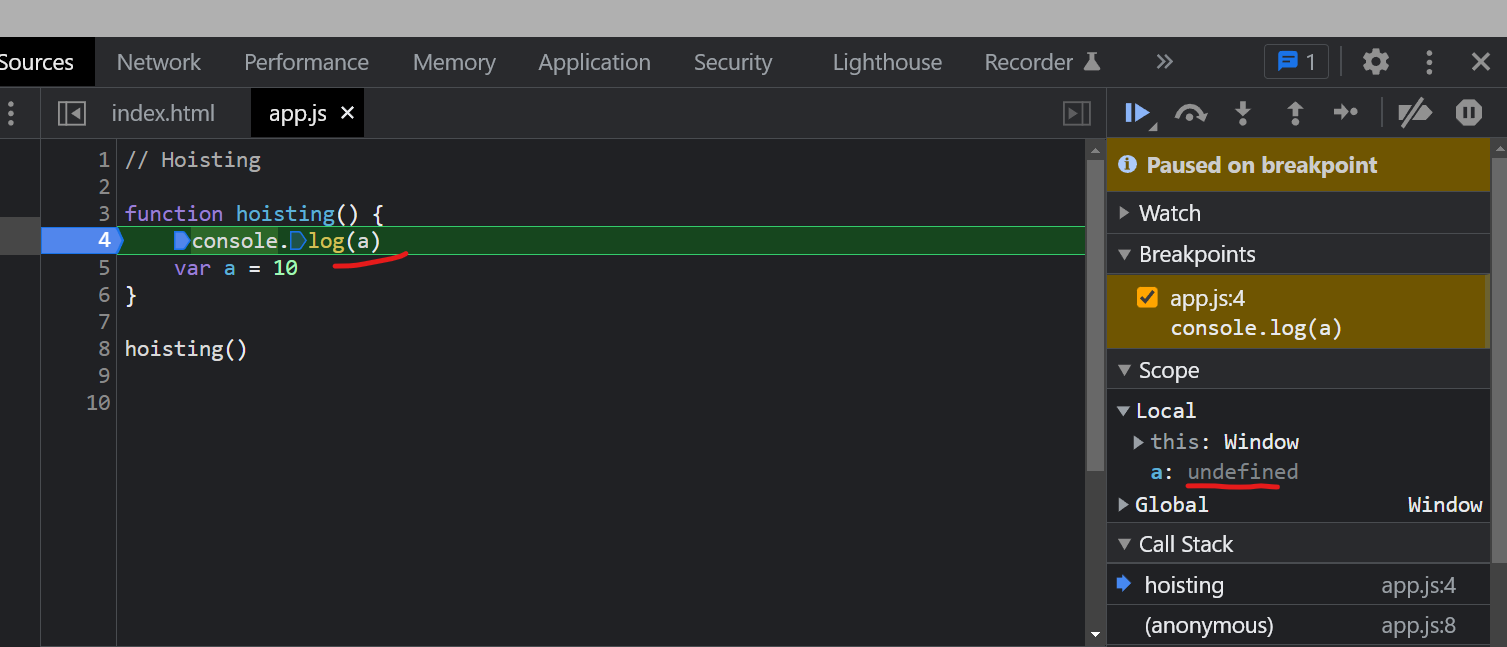 Sources Network Performance Memory Application Security Lighthouse Recorder 1
index.html app.js
1 // Hoisting
2
3 function hoisting() {
4 console.log(a)
5 var a = 10
6 }
7
8 hoisting()
9
10
Paused on breakpoint
Watch
Breakpoints
app.js:4
console.log(a)
Scope
Local
this: Window
a: undefined
Global Window
Call Stack
hoisting app.js:4
(anonymous) app.js:8